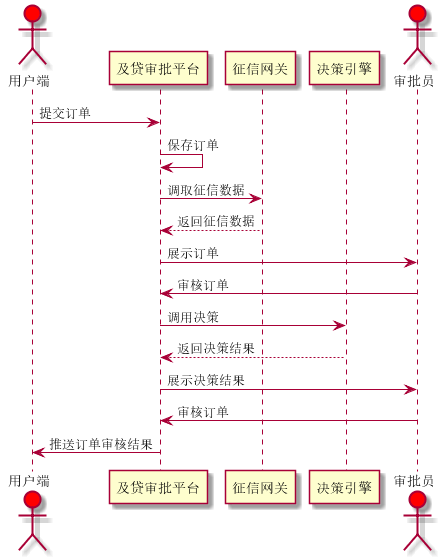 用户端
及贷审批平台
征信网关
决策引擎
审批员
提交订单
保存订单
调取征信数据
返回征信数据
展示订单
审核订单
调用决策
返回决策结果
展示决策结果
审核订单
推送订单审核结果
用户端
及贷审批平台
征信网关
决策引擎
审批员